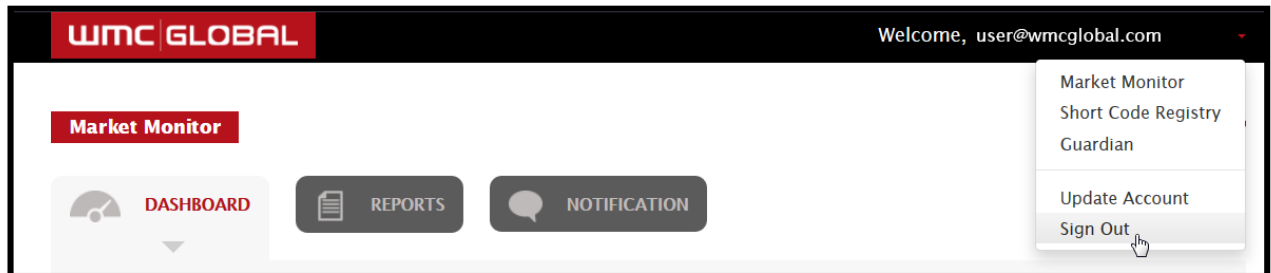 WMC GLOBAL
Welcome, user@wmcglobal.com
Market Monitor
Short Code Registry
Guardian
Update Account
Sign Out
Market Monitor
DASHBOARD
REPORTS
NOTIFICATION